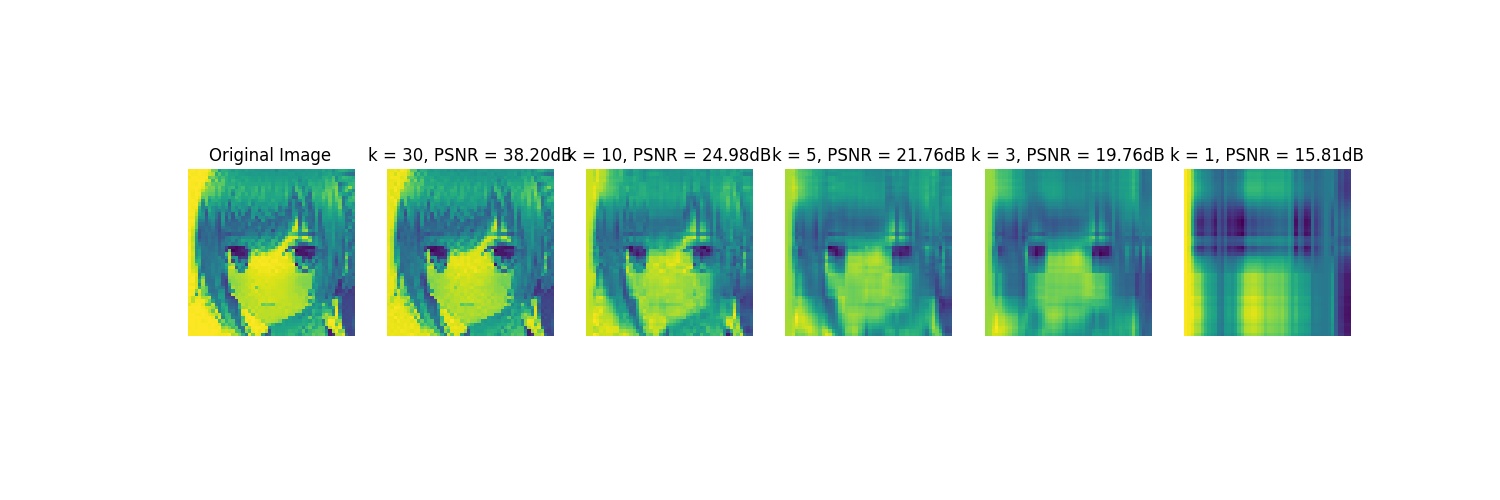 Original Image
k = 30, PSNR = 38.20dB
k = 10, PSNR = 24.98dB
k = 5, PSNR = 21.76dB
k = 3, PSNR = 19.76dB
k = 1, PSNR = 15.81dB